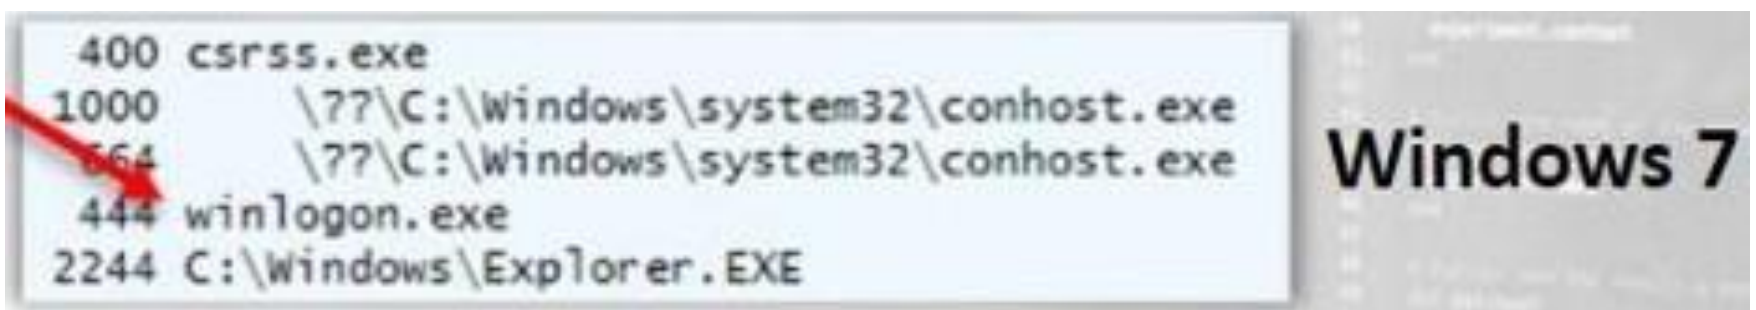 400 csrss.exe
1000 \??\C:\Windows\system32\conhost.exe
664 \??\C:\Windows\system32\conhost.exe
444 winlogon.exe
2244 C:\Windows\Explorer.EXE
Windows 7